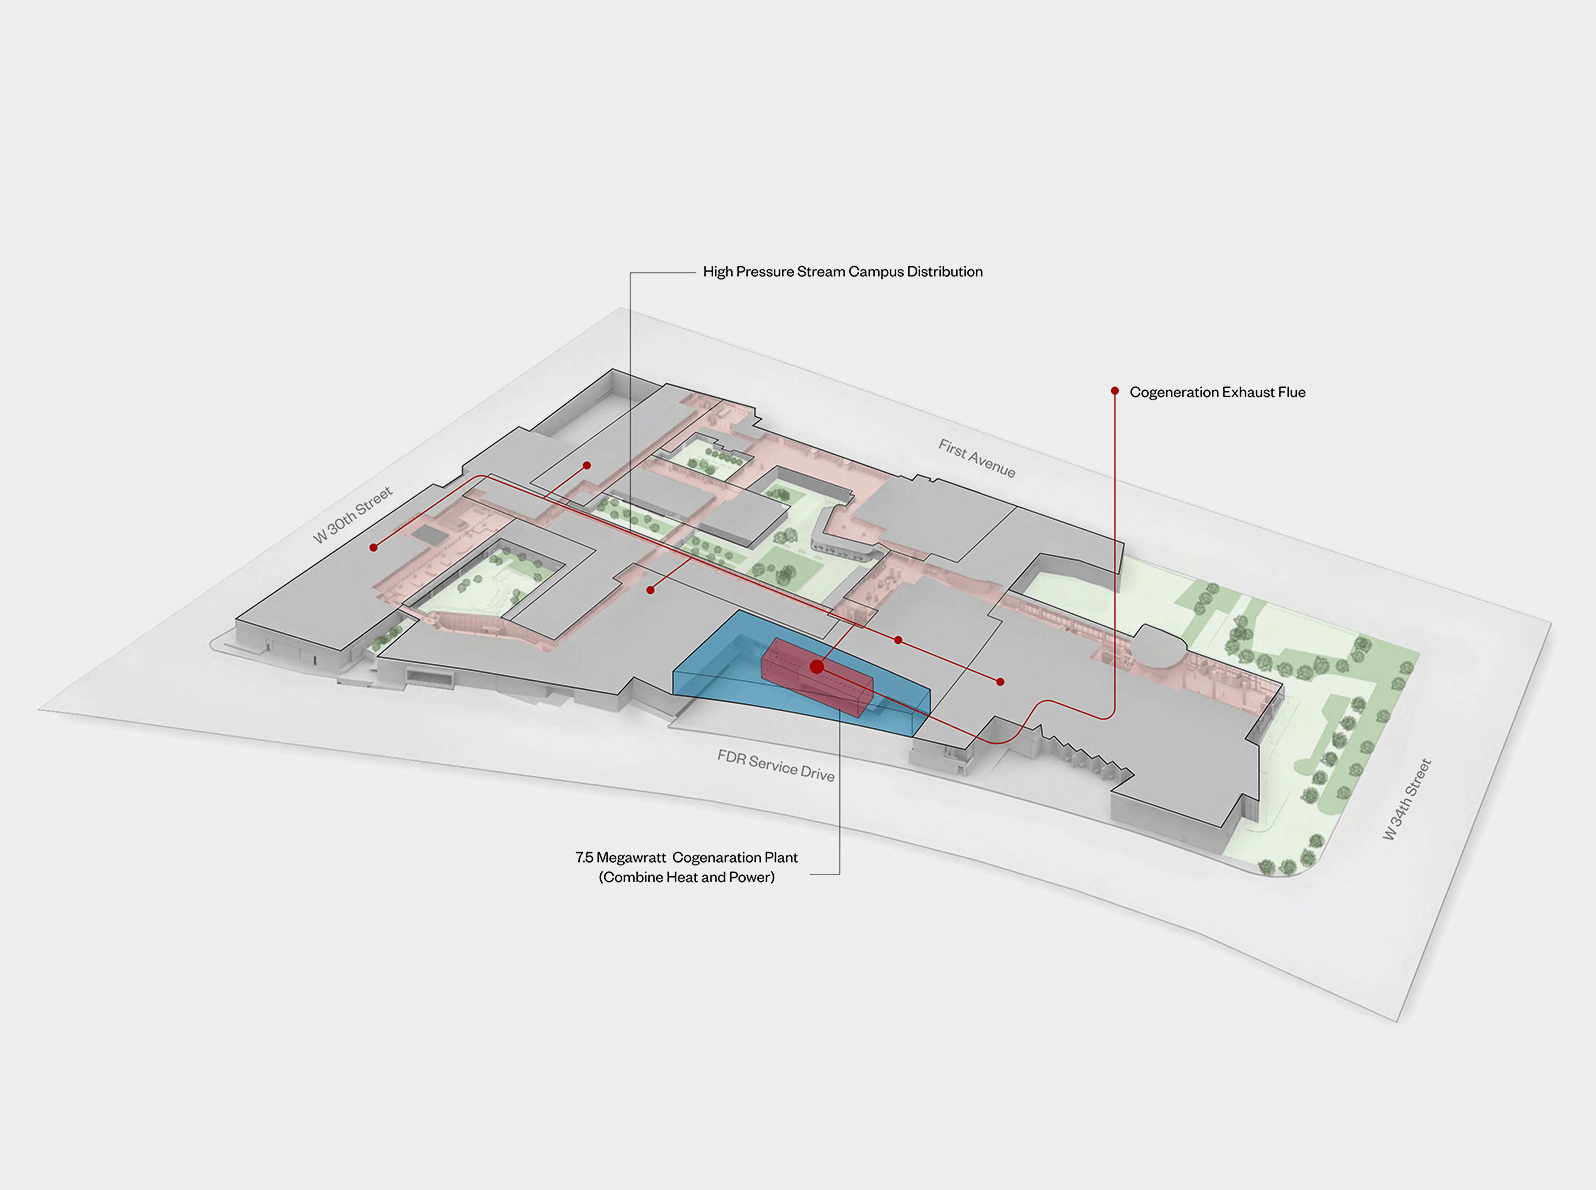 High Pressure Stream Campus Distribution
Cogeneration Exhaust Flue
First Avenue
W 30th Street
FDR Service Drive
W 34th Street
7.5 Megawratt Cogenaration Plant
(Combine Heat and Power)